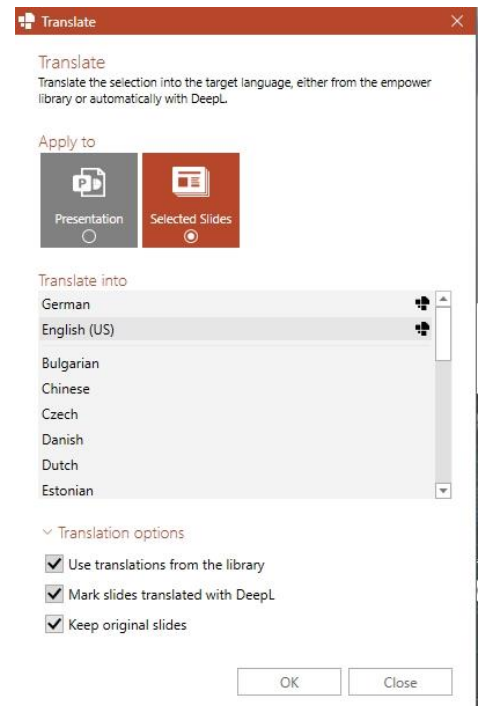 Translate
Translate
Translate the selection into the target language, either from the empower
library or automatically with DeepL.
Apply to
Presentation
Selected Slides
Translate into
German
English (US)
Bulgarian
Chinese
Czech
Danish
Dutch
Estonian
Translation options
Use translations from the library
Mark slides translated with DeepL
Keep original slides
OK
Close